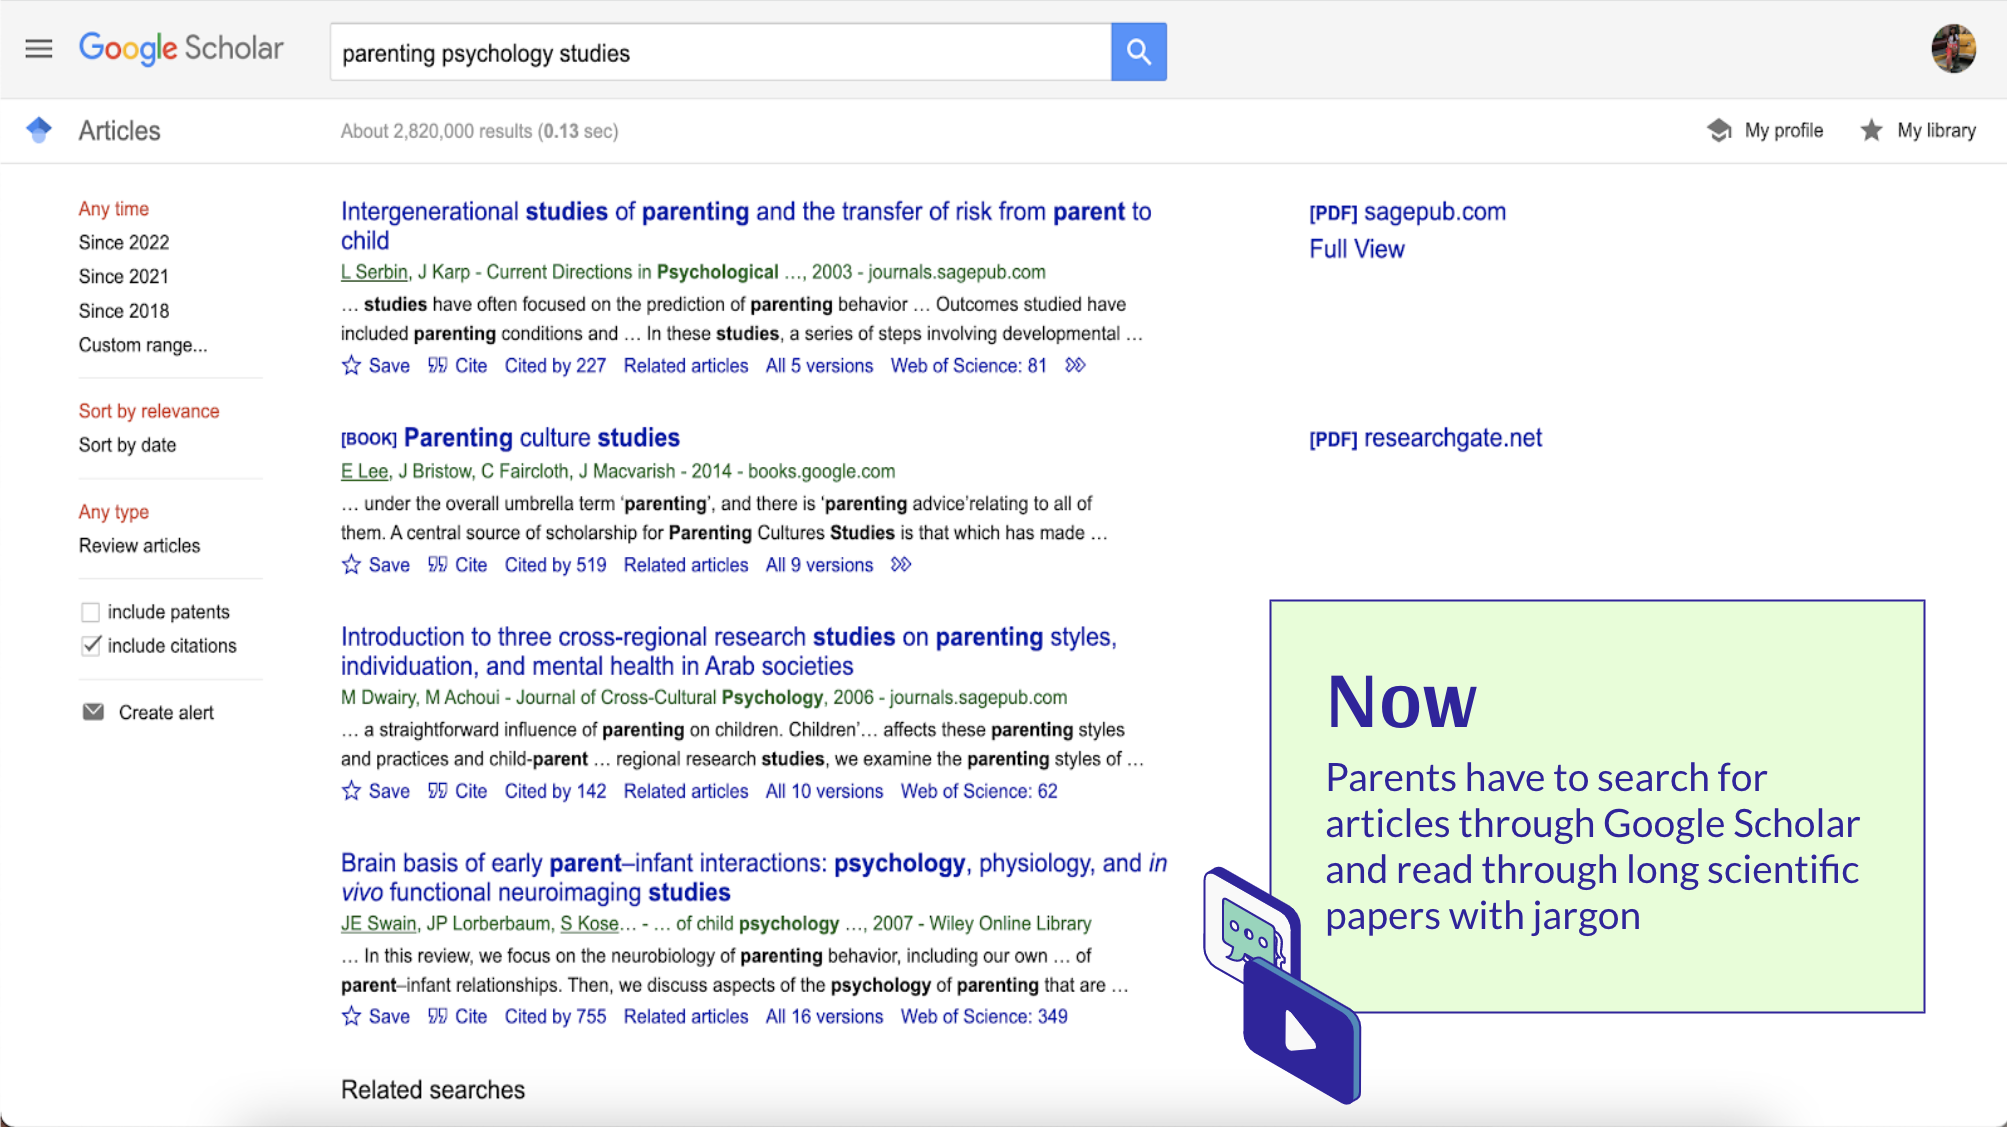 Google Scholar
parenting psychology studies
Articles
About 2,820,000 results (0.13 sec)
My profile
My library
Any time
Since 2022
Since 2021
Since 2018
Custom range...
Sort by relevance
Sort by date
Any type
Review articles
include patents
include citations
Create alert
Intergenerational studies of parenting and the transfer of risk from parent to
child
L Serbin, J Karp - Current Directions in Psychological …, 2003 - journals.sagepub.com
… studies have often focused on the prediction of parenting behavior … Outcomes studied have
included parenting conditions and … In these studies, a series of steps involving developmental …
Save Cite Cited by 227 Related articles All 5 versions Web of Science: 81
[PDF] sagepub.com
Full View
[BOOK] Parenting culture studies
E Lee, J Bristow, C Faircloth, J Macvarish - 2014 - books.google.com
… under the overall umbrella term ‘parenting’, and there is ‘parenting advice’relating to all of
them. A central source of scholarship for Parenting Cultures Studies is that which has made …
Save Cite Cited by 519 Related articles All 9 versions
[PDF] researchgate.net
Introduction to three cross-regional research studies on parenting styles,
individuation, and mental health in Arab societies
M Dwairy, M Achoui - Journal of Cross-Cultural Psychology, 2006 - journals.sagepub.com
… a straightforward influence of parenting on children. Children’… affects these parenting styles
and practices and child-parent … regional research studies, we examine the parenting styles of …
Save Cite Cited by 142 Related articles All 10 versions Web of Science: 62
Brain basis of early parent–infant interactions: psychology, physiology, and in
vivo functional neuroimaging studies
JE Swain, JP Lorberbaum, S Kose… - … of child psychology …, 2007 - Wiley Online Library
… In this review, we focus on the neurobiology of parenting behavior, including our own … of
parent–infant relationships. Then, we discuss aspects of the psychology of parenting that are …
Save Cite Cited by 755 Related articles All 16 versions Web of Science: 349
Related searches
Now
Parents have to search for
articles through Google Scholar
and read through long scientific
papers with jargon